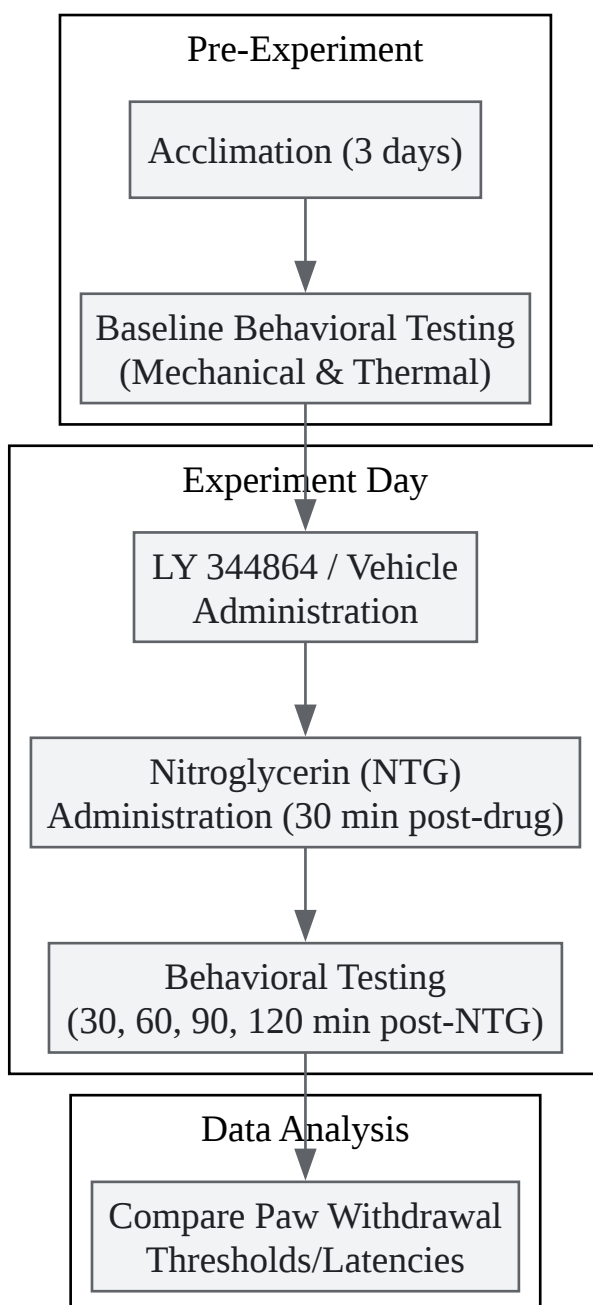 Pre-Experiment
Acclimation (3 days)
Baseline Behavioral Testing
(Mechanical & Thermal)
Experiment Day
LY 344864 / Vehicle
Administration
Nitroglycerin (NTG)
Administration (30 min post-drug)
Behavioral Testing
(30, 60, 90, 120 min post-NTG)
Data Analysis
Compare Paw Withdrawal
Thresholds/Latencies